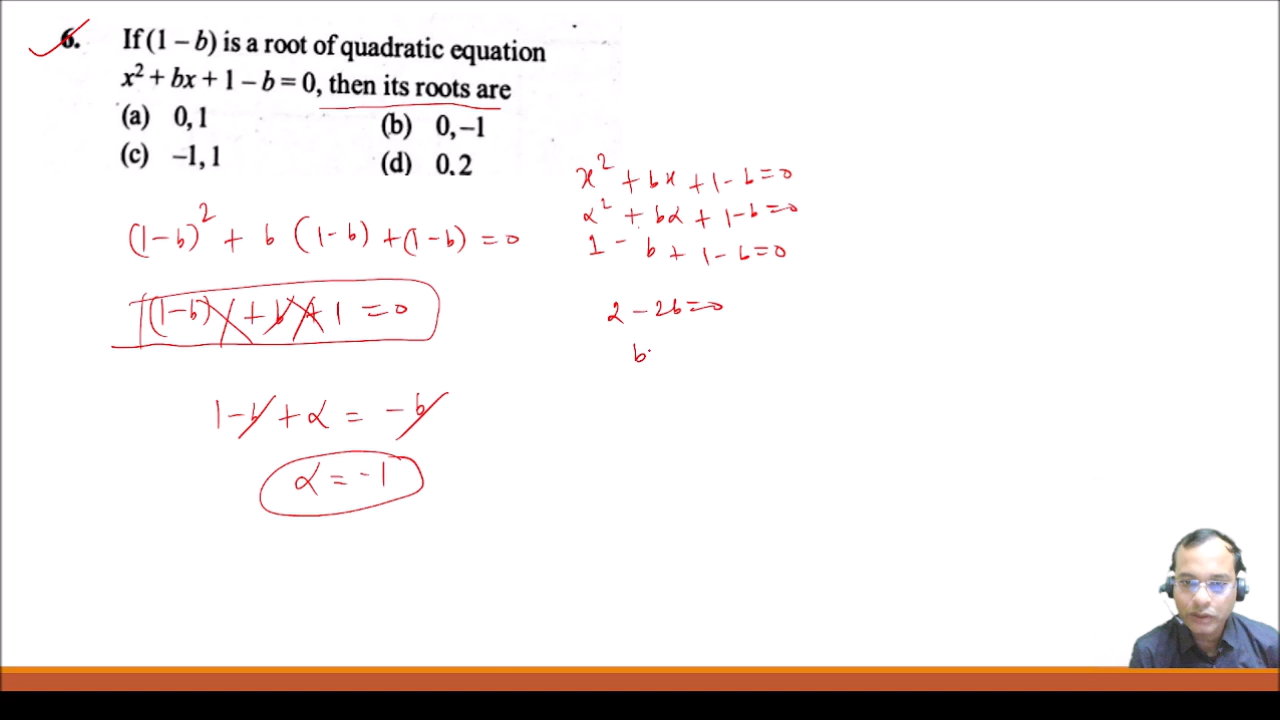 6. If (1 – b) is a root of quadratic equation
x² + bx + 1 – b = 0, then its roots are
(a) 0, 1 (b) 0, –1
(c) –1, 1 (d) 0.2
(1-b)² + b (1-b) + (1-b) = 0
(1-b) + b + 1 = 0
1-b + α = -b
α = -1
x² + bx + 1-b = 0
α² + bα + 1-b = 0
1 - b + 1-b = 0
2 - 2b = 0
b